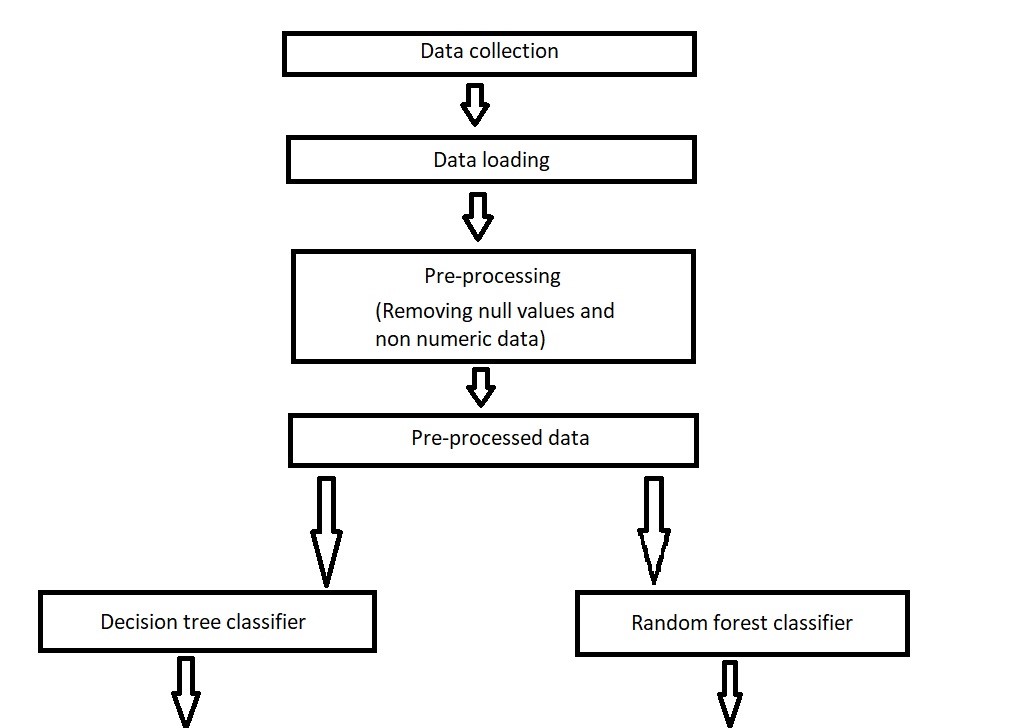 Data collection
Data loading
Pre-processing
(Removing null values and
non numeric data)
Pre-processed data
Decision tree classifier
Random forest classifier